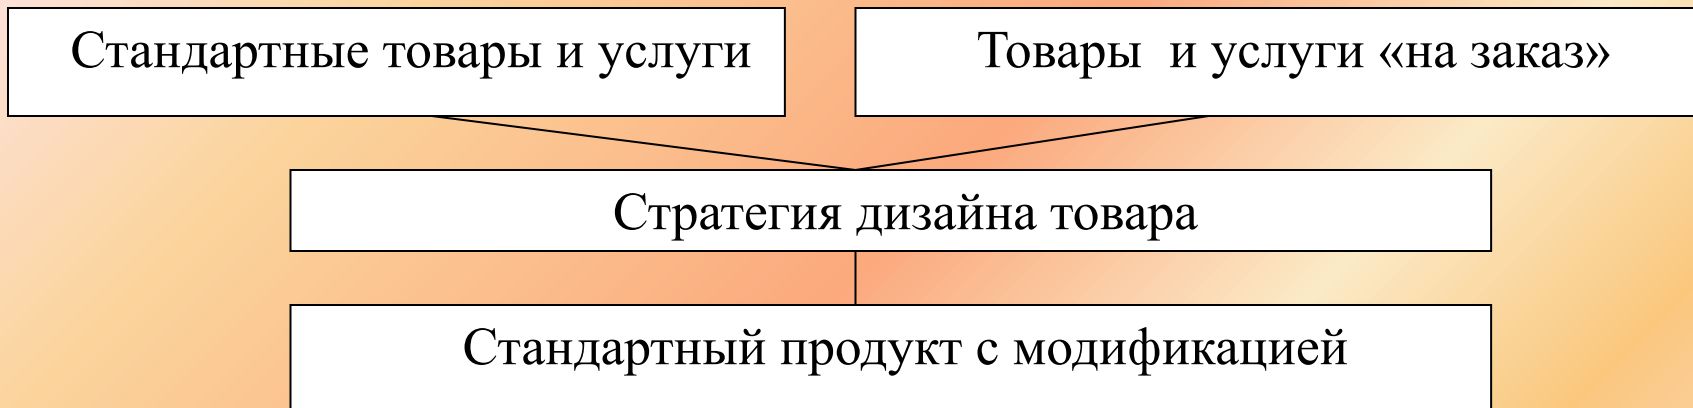 Стандартные товары и услуги
Товары и услуги «на заказ»
Стратегия дизайна товара
Стандартный продукт с модификацией